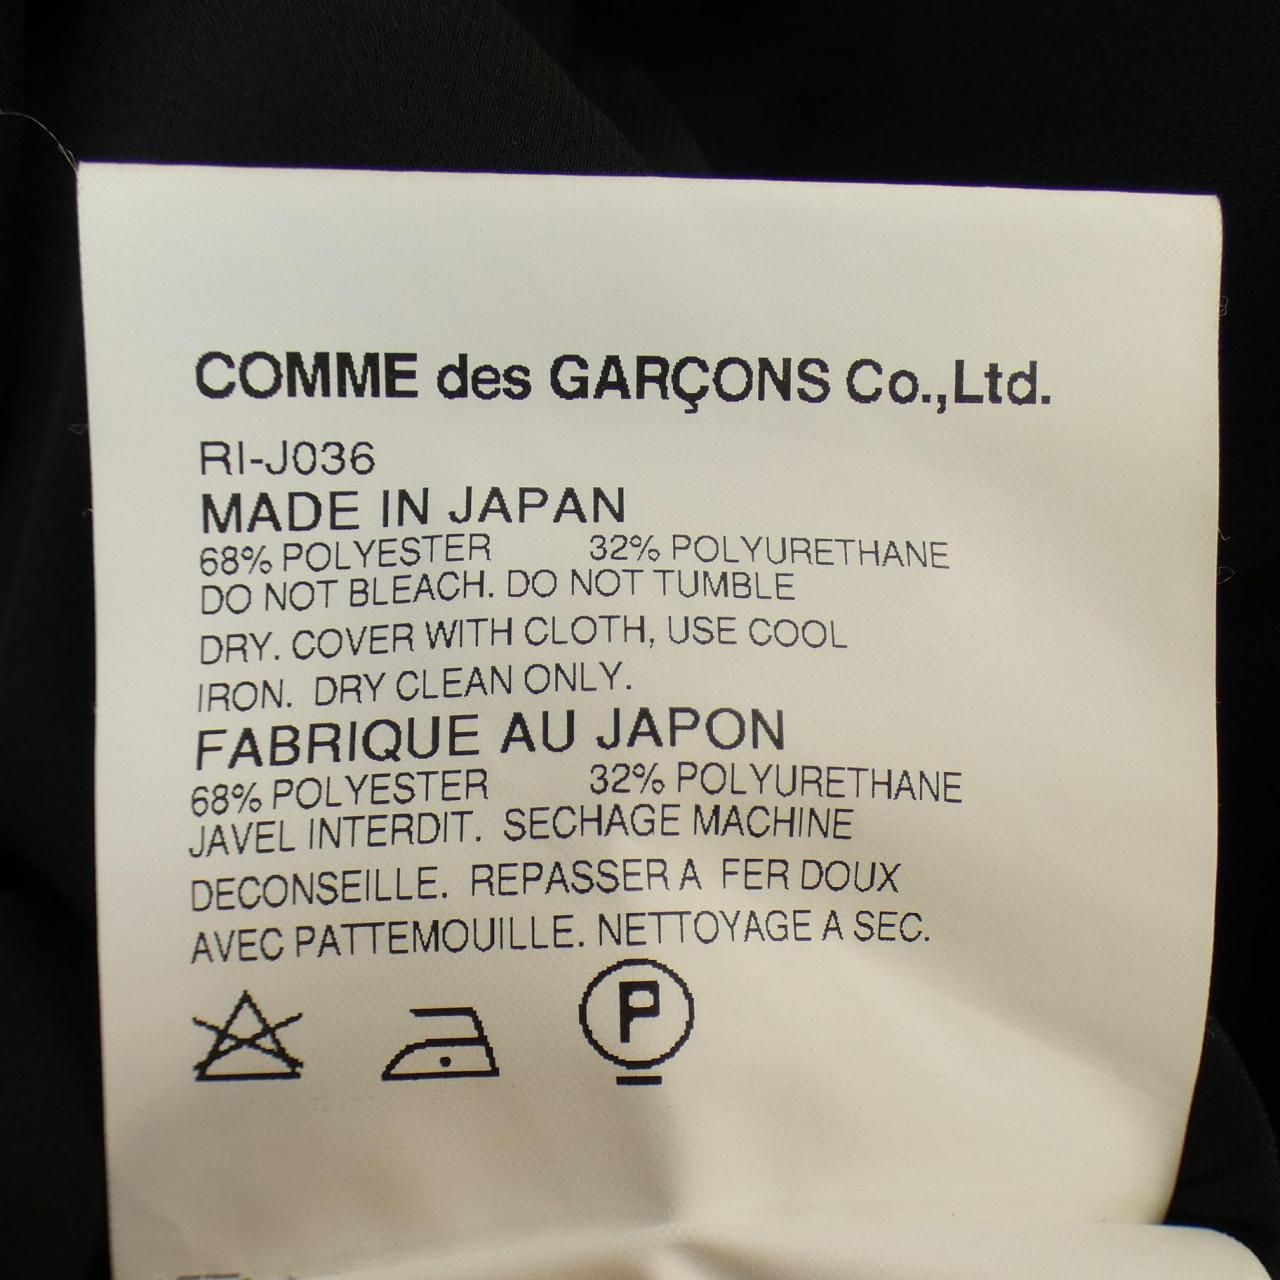 COMME des GARÇONS Co.,Ltd.
RI-J036
MADE IN JAPAN
68% POLYESTER 32% POLYURETHANE
DO NOT BLEACH. DO NOT TUMBLE
DRY. COVER WITH CLOTH, USE COOL
IRON. DRY CLEAN ONLY.
FABRIQUE AU JAPON
68% POLYESTER 32% POLYURETHANE
JAVEL INTERDIT. SECHAGE MACHINE
DECONSEILLE. REPASSER A FER DOUX
AVEC PATTEMOUILLE. NETTOYAGE A SEC.
P